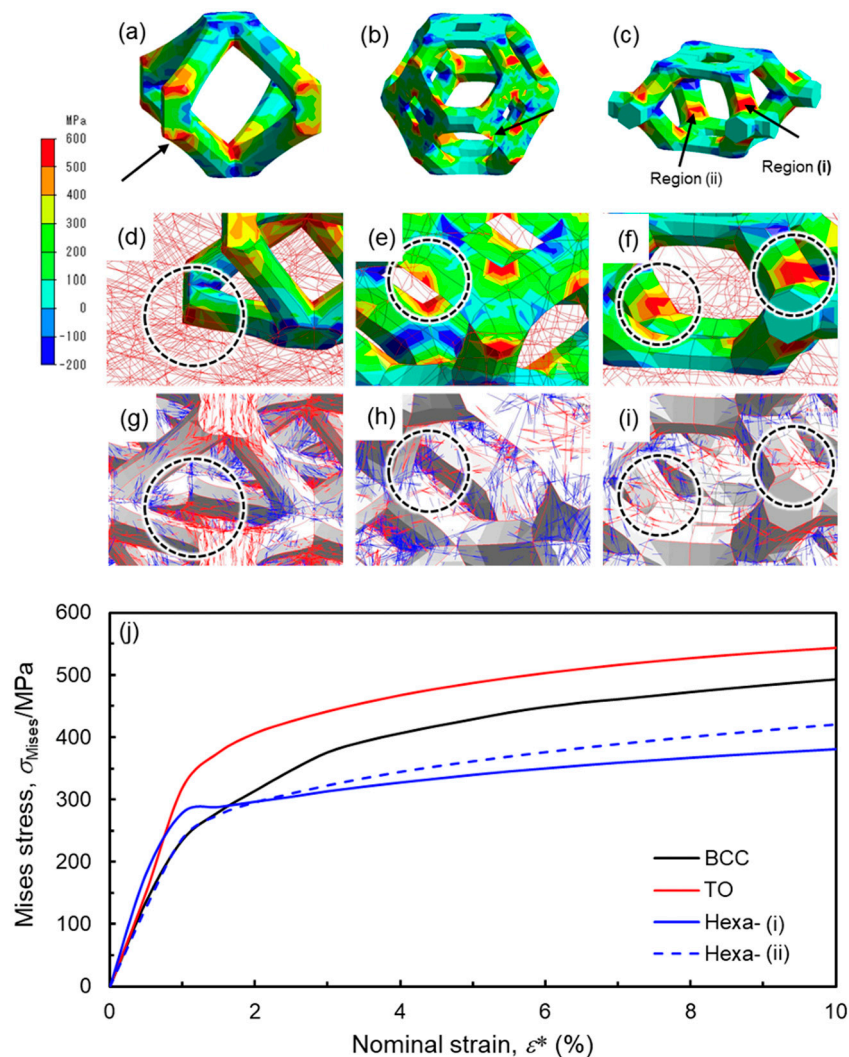 (a)
(b)
(c)
MPa
600
500
400
300
200
100
0
-100
-200
Region (i)
Region (ii)
(d)
(e)
(f)
(g)
(h)
(i)
(j)
600
500
400
300
200
100
0
Mises stress, σMises/MPa
BCC
TO
Hexa- (i)
Hexa- (ii)
0 2 4 6 8 10
Nominal strain, ε* (%)